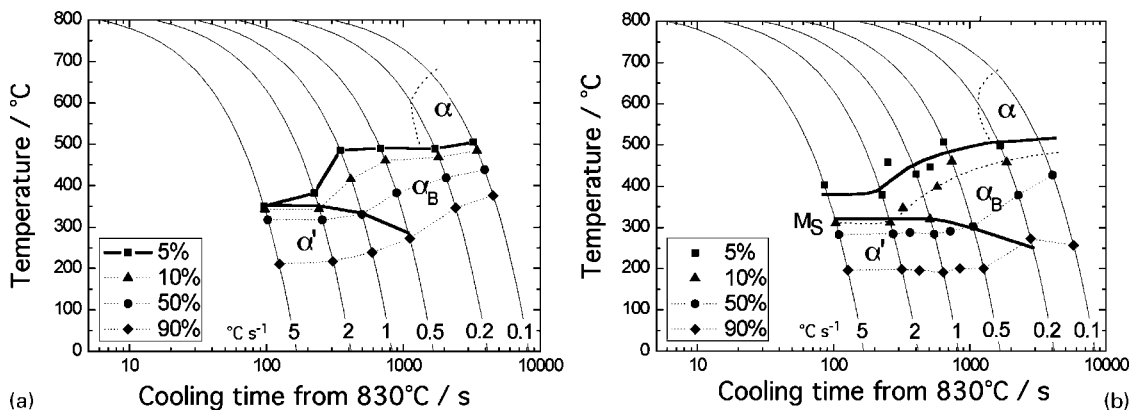 800
700
600
500
400
300
200
100
0
Temperature / °C
α
α_B
α'
5%
10%
50%
90%
°C s⁻¹ 5 2 1 0.5 0.2 0.1
10 100 1000 10000
Cooling time from 830°C / s
(a)
800
700
600
500
400
300
200
100
0
Temperature / °C
α
α_B
M_S
α'
5%
10%
50%
90%
°C s⁻¹ 5 2 1 0.5 0.2 0.1
10 100 1000 10000
Cooling time from 830°C / s
(b)